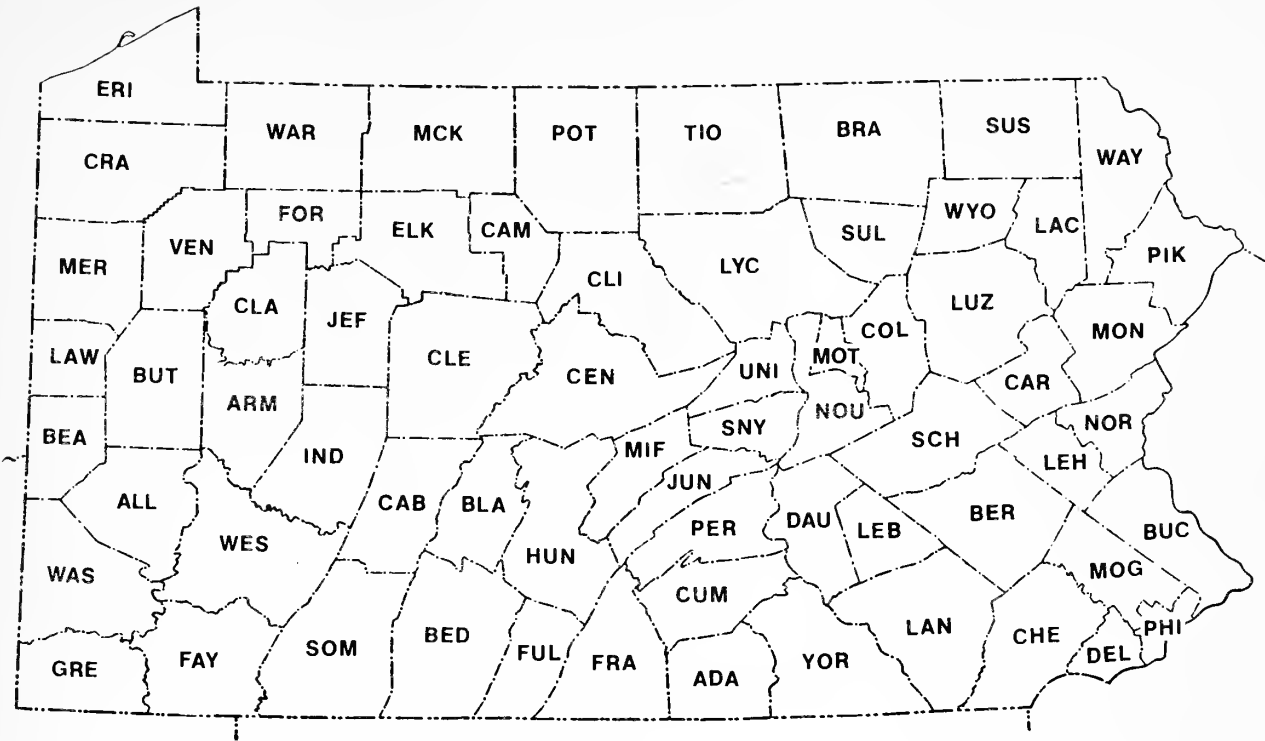 ERI
WAR
MCK
POT
TIO
BRA
SUS
WAY
CRA
FOR
ELK
CAM
VEN
SUL
WYO
LAC
PIK
MER
CLI
LYC
CLA
JEF
LUZ
COL
MON
LAW
BUT
CLE
CEN
UNI
MOT
CAR
ARM
NOU
BEA
SNY
NOR
IND
MIF
SCH
LEH
JUN
ALL
CAB
BLA
PER
DAU
LEB
BER
BUC
WES
HUN
WAS
CUM
MOG
GRE
FAY
SOM
BED
FUL
FRA
ADA
YOR
LAN
CHE
DEL
PHI